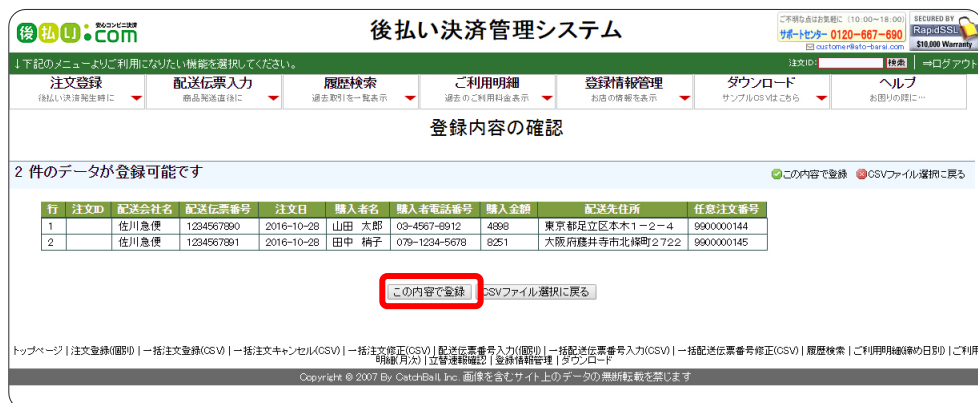 安心コンビニ決済
後払い.com
後払い決済管理システム
ご不明な点はお気軽に (10:00~18:00)
サポートセンター 0120-667-690
customer@ato-barai.com
SECURED BY
RapidSSL
$10,000 Warranty
↓下記のメニューよりご利用になりたい機能を選択してください。
注文ID: 検索 ⇒ログアウト
注文登録 配送伝票入力 履歴検索 ご利用明細 登録情報管理 ダウンロード ヘルプ
後払い決済発生時に 商品発送直後に 過去取引を一覧表示 過去のご利用料金表示 お店の情報を表示 サンプルCSVはこちら お困りの際に…
登録内容の確認
2 件のデータが登録可能です
この内容で登録 CSVファイル選択に戻る
行 注文ID 配送会社名 配送伝票番号 注文日 購入者名 購入者電話番号 購入金額 配送先住所 任意注文番号
1 佐川急便 1234567890 2016-10-28 山田 太郎 03-4567-8912 4898 東京都足立区本木1-2-4 9900000144
2 佐川急便 1234567891 2016-10-28 田中 梢子 079-1234-5678 8251 大阪府藤井寺市北條町2722 9900000145
この内容で登録 CSVファイル選択に戻る
トップページ | 注文登録(個別) | 一括注文登録(CSV) | 一括注文キャンセル(CSV) | 一括注文修正(CSV) | 配送伝票番号入力(個別) | 一括配送伝票番号入力(CSV) | 一括配送伝票番号修正(CSV) | 履歴検索 | ご利用明細(締め日別) | ご利用
明細(月次) | 立替速報確認 | 登録情報管理 | ダウンロード
Copyright © 2007 By CatchBall, Inc. 画像を含むサイト上のデータの無断転載を禁じます